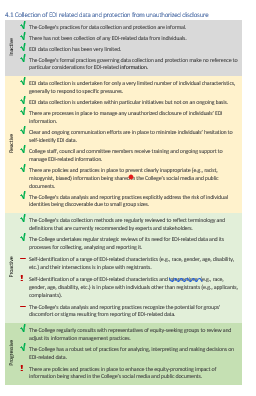 4.1 Collection of EDI related data and protection from unauthorized disclosure
Inactive
The College's practices for data collection and protection are informal.
There has not been collection of any EDI-related data from individuals.
EDI data collection has been very limited.
The College's formal practices governing data collection and protection make no reference to
particular considerations for EDI-related information.
Reactive
EDI data collection is undertaken for only a very limited number of individual characteristics,
generally to respond to specific pressures.
EDI data collection is undertaken within particular initiatives but not on an ongoing basis.
There are processes in place to manage any unauthorized disclosure of individuals' EDI
information.
Clear and ongoing communication efforts are in place to minimize individuals' hesitation to
self-identify EDI data.
College staff, council and committee members receive training and ongoing support to
manage EDI-related information.
There are policies and practices in place to prevent clearly inappropriate (e.g., racist,
misogynist, biased) information being shared in the College's social media and public
documents.
The College's data analysis and reporting practices explicitly address the risk of individual
identities being discoverable due to small group sizes.
Proactive
The College's data collection methods are regularly reviewed to reflect terminology and
definitions that are currently recommended by experts and stakeholders.
The College undertakes regular strategic reviews of its need for EDI-related data and its
processes for collecting, analyzing and reporting it.
Self-identification of a range of EDI-related characteristics (e.g., race, gender, age, disability,
etc.) and their intersections is in place with registrants.
Self-identification of a range of EDI-related characteristics and (e.g., race,
gender, age, disability, etc.) is in place with individuals other than registrants (e.g., applicants,
complainants).
The College's data analysis and reporting practices recognize the potential for groups'
discomfort or stigma resulting from reporting of EDI-related data.
Progressive
The College regularly consults with representatives of equity-seeking groups to review and
adjust its information management practices.
The College has a robust set of practices for analyzing, interpreting and making decisions on
EDI-related data.
There are policies and practices in place to enhance the equity-promoting impact of
information being shared in the College's social media and public documents.